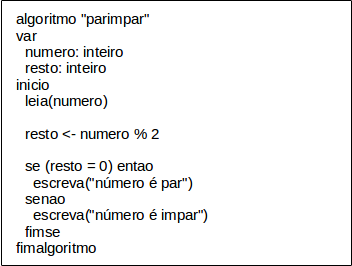 algoritmo "parimpar"
var
numero: inteiro
resto: inteiro
inicio
leia(numero)
resto <- numero % 2
se (resto = 0) entao
escreva("número é par")
senao
escreva("número é impar")
fimse
fimalgoritmo